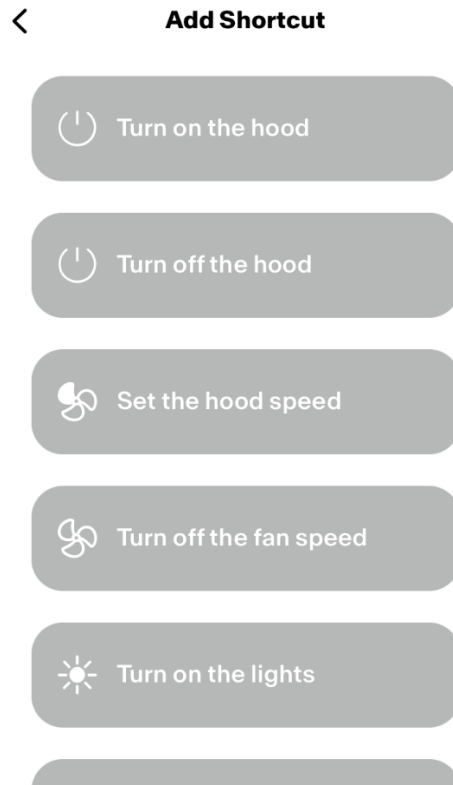 Add Shortcut
Turn on the hood
Turn off the hood
Set the hood speed
Turn off the fan speed
Turn on the lights